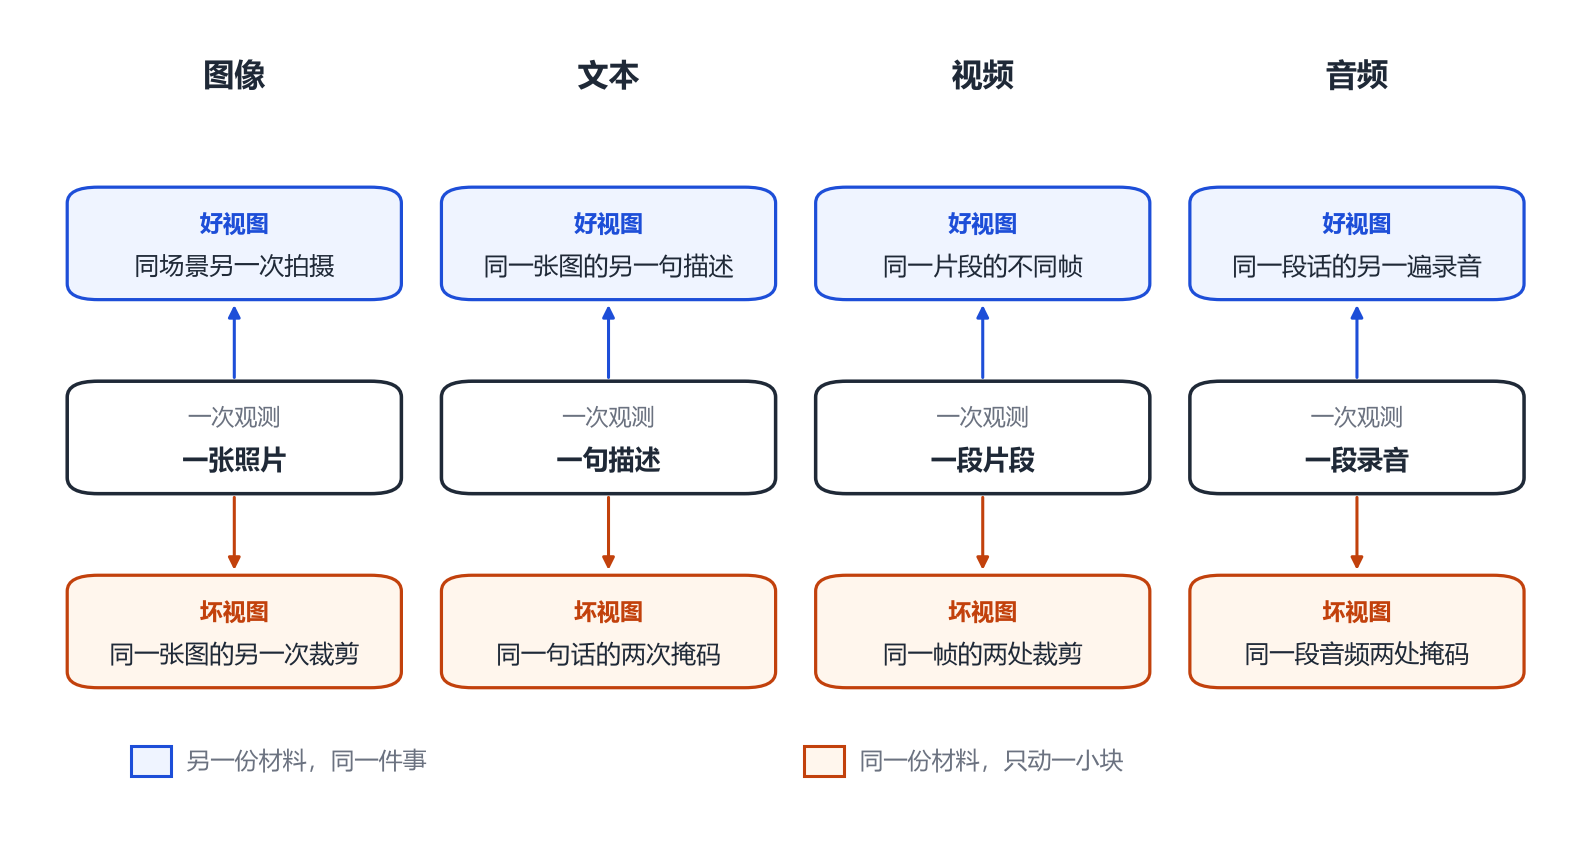 图像
文本
视频
音频
好视图
同场景另一次拍摄
好视图
同一张图的另一句描述
好视图
同一片段的不同帧
好视图
同一段话的另一遍录音
一次观测
一张照片
一次观测
一句描述
一次观测
一段片段
一次观测
一段录音
坏视图
同一张图的另一次裁剪
坏视图
同一句话的两次掩码
坏视图
同一帧的两处裁剪
坏视图
同一段音频两处掩码
另一份材料，同一件事
同一份材料，只动一小块